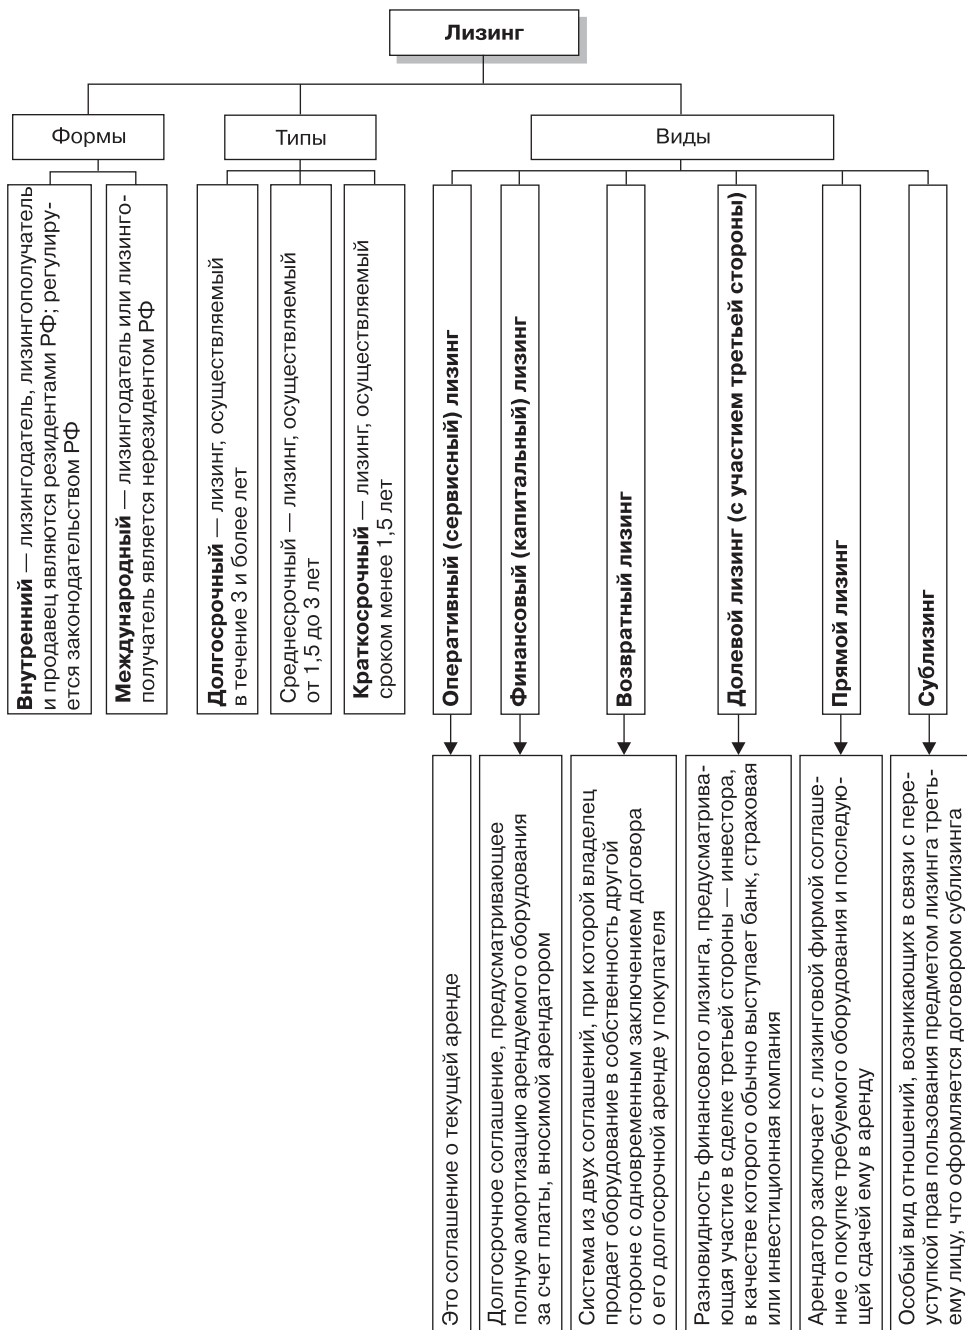 Лизинг
Формы
Типы
Виды
Внутренний — лизингодатель, лизингополучатель
и продавец являются резидентами РФ; регулиру-
ется законодательством РФ
Международный — лизингодатель или лизинго-
получатель является нерезидентом РФ
Долгосрочный — лизинг, осуществляемый
в течение 3 и более лет
Среднесрочный — лизинг, осуществляемый
от 1,5 до 3 лет
Краткосрочный — лизинг, осуществляемый
сроком менее 1,5 лет
Оперативный (сервисный) лизинг
Финансовый (капитальный) лизинг
Возвратный лизинг
Долевой лизинг (с участием третьей стороны)
Прямой лизинг
Сублизинг
Это соглашение о текущей аренде
Долгосрочное соглашение, предусматривающее
полную амортизацию арендуемого оборудования
за счет платы, вносимой арендатором
Система из двух соглашений, при которой владелец
продает оборудование в собственность другой
стороне с одновременным заключением договора
о его долгосрочной аренде у покупателя
Разновидность финансового лизинга, предусматрива-
ющая участие в сделке третьей стороны — инвестора,
в качестве которого обычно выступает банк, страховая
или инвестиционная компания
Арендатор заключает с лизинговой фирмой соглаше-
ние о покупке требуемого оборудования и последую-
щей сдачей ему в аренду
Особый вид отношений, возникающих в связи с пере-
уступкой прав пользования предметом лизинга треть-
ему лицу, что оформляется договором сублизинга